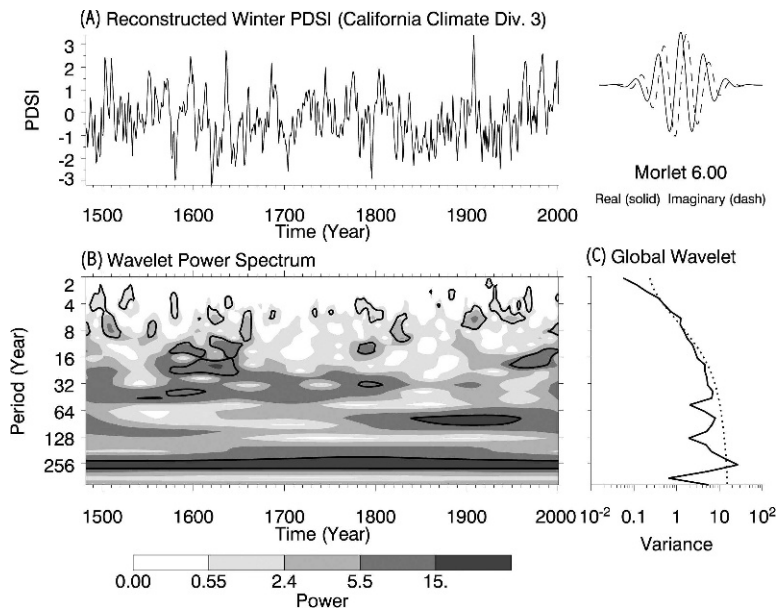 (A) Reconstructed Winter PDSI (California Climate Div. 3)
PDSI
3
2
1
0
-1
-2
-3
1500 1600 1700 1800 1900 2000
Time (Year)
Morlet 6.00
Real (solid) Imaginary (dash)
(B) Wavelet Power Spectrum
Period (Year)
2
4
8
16
32
64
128
256
1500 1600 1700 1800 1900 2000
Time (Year)
0.00 0.55 2.4 5.5 15.
Power
(C) Global Wavelet
10-2 0.1 1 10 102
Variance